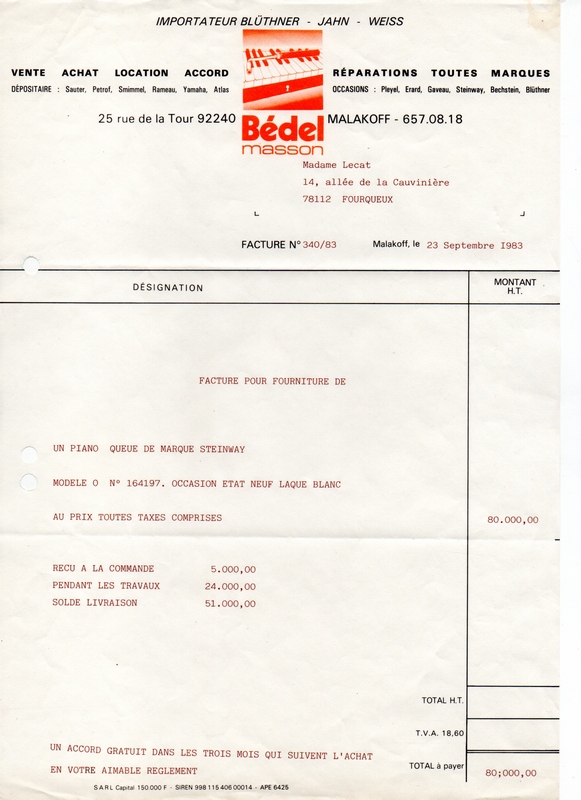 IMPORTATEUR BLÜTHNER - JAHN - WEISS
VENTE ACHAT LOCATION ACCORD
DÉPOSITAIRE : Sauter, Petrof, Smimmel, Rameau, Yamaha, Atlas
RÉPARATIONS TOUTES MARQUES
OCCASIONS : Pleyel, Erard, Gaveau, Steinway, Bechstein, Blüthner
25 rue de la Tour 92240 MALAKOFF - 657.08.18
Bédel
masson
Madame Lecat
14, allée de la Cauvinière
78112 FOURQUEUX
FACTURE N° 340/83 Malakoff, le 23 Septembre I983
DÉSIGNATION
MONTANT
H.T.
FACTURE POUR FOURNITURE DE
UN PIANO QUEUE DE MARQUE STEINWAY
MODELE O N° 164197. OCCASION ETAT NEUF LAQUE BLANC
AU PRIX TOUTES TAXES COMPRISES 80.000,00
RECU A LA COMMANDE 5.000,00
PENDANT LES TRAVAUX 24.000,00
SOLDE LIVRAISON 51.000,00
TOTAL H.T.
T.V.A. 18,60
UN ACCORD GRATUIT DANS LES TROIS MOIS QUI SUIVENT L'ACHAT
EN VOTRE AIMABLE REGLEMENT
TOTAL à payer 80;000,00
SARL Capital 150.000 F - SIREN 998 115 406 00014 - APE 6425